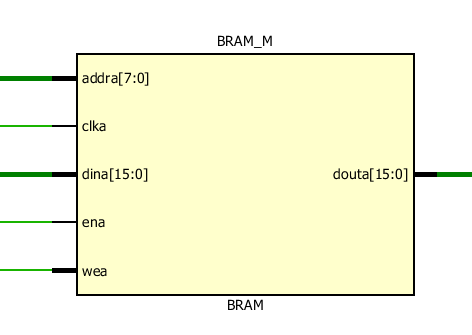 BRAM_M
addra[7:0]
clka
dina[15:0]
douta[15:0]
ena
wea
BRAM